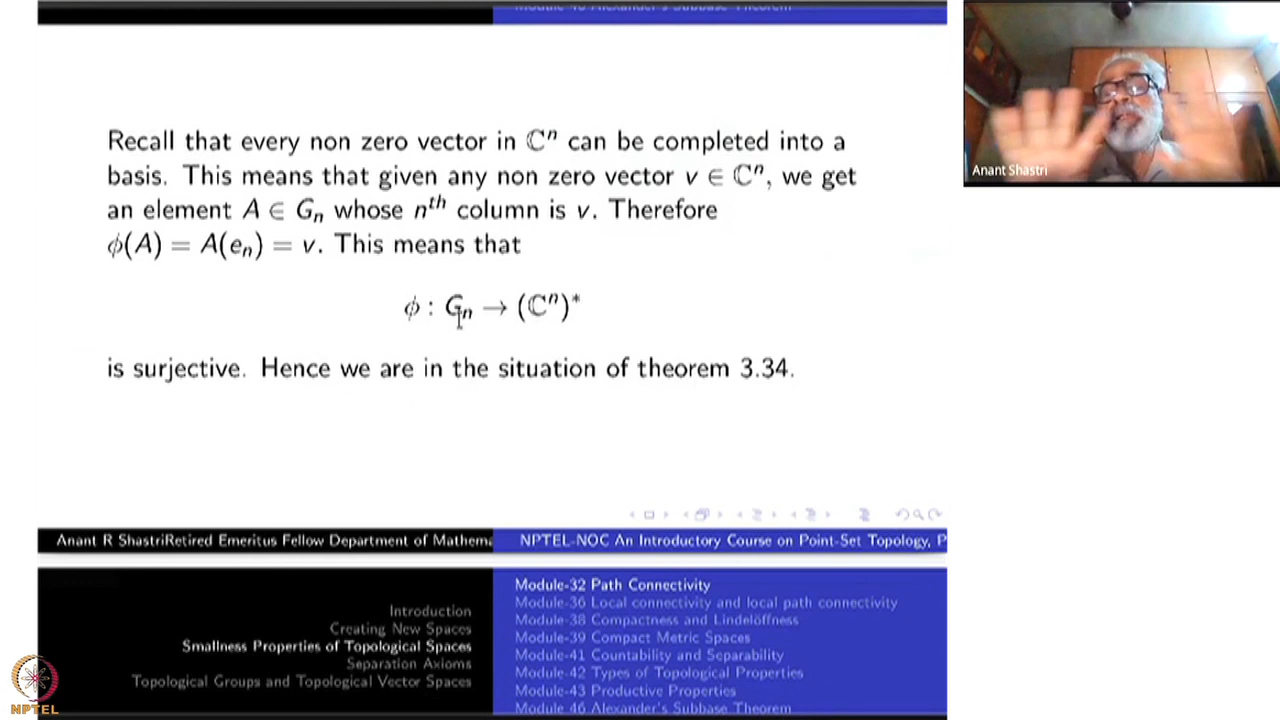 Module 46 Alexander's Subbase Theorem
Recall that every non zero vector in ℂⁿ can be completed into a
basis. This means that given any non zero vector v ∈ ℂⁿ, we get
an element A ∈ Gₙ whose nᵗʰ column is v. Therefore
ϕ(A) = A(eₙ) = v. This means that
ϕ : Gₙ → (ℂⁿ)*
is surjective. Hence we are in the situation of theorem 3.34.
Anant Shastri
Anant R ShastriRetired Emeritus Fellow Department of Mathema
NPTEL-NOC An Introductory Course on Point-Set Topology, P
Introduction
Creating New Spaces
Smallness Properties of Topological Spaces
Separation Axioms
Topological Groups and Topological Vector Spaces
Module-32 Path Connectivity
Module-36 Local connectivity and local path connectivity
Module-38 Compactness and Lindelöffness
Module-39 Compact Metric Spaces
Module-41 Countability and Separability
Module-42 Types of Topological Properties
Module-43 Productive Properties
Module 46 Alexander's Subbase Theorem
NPTEL